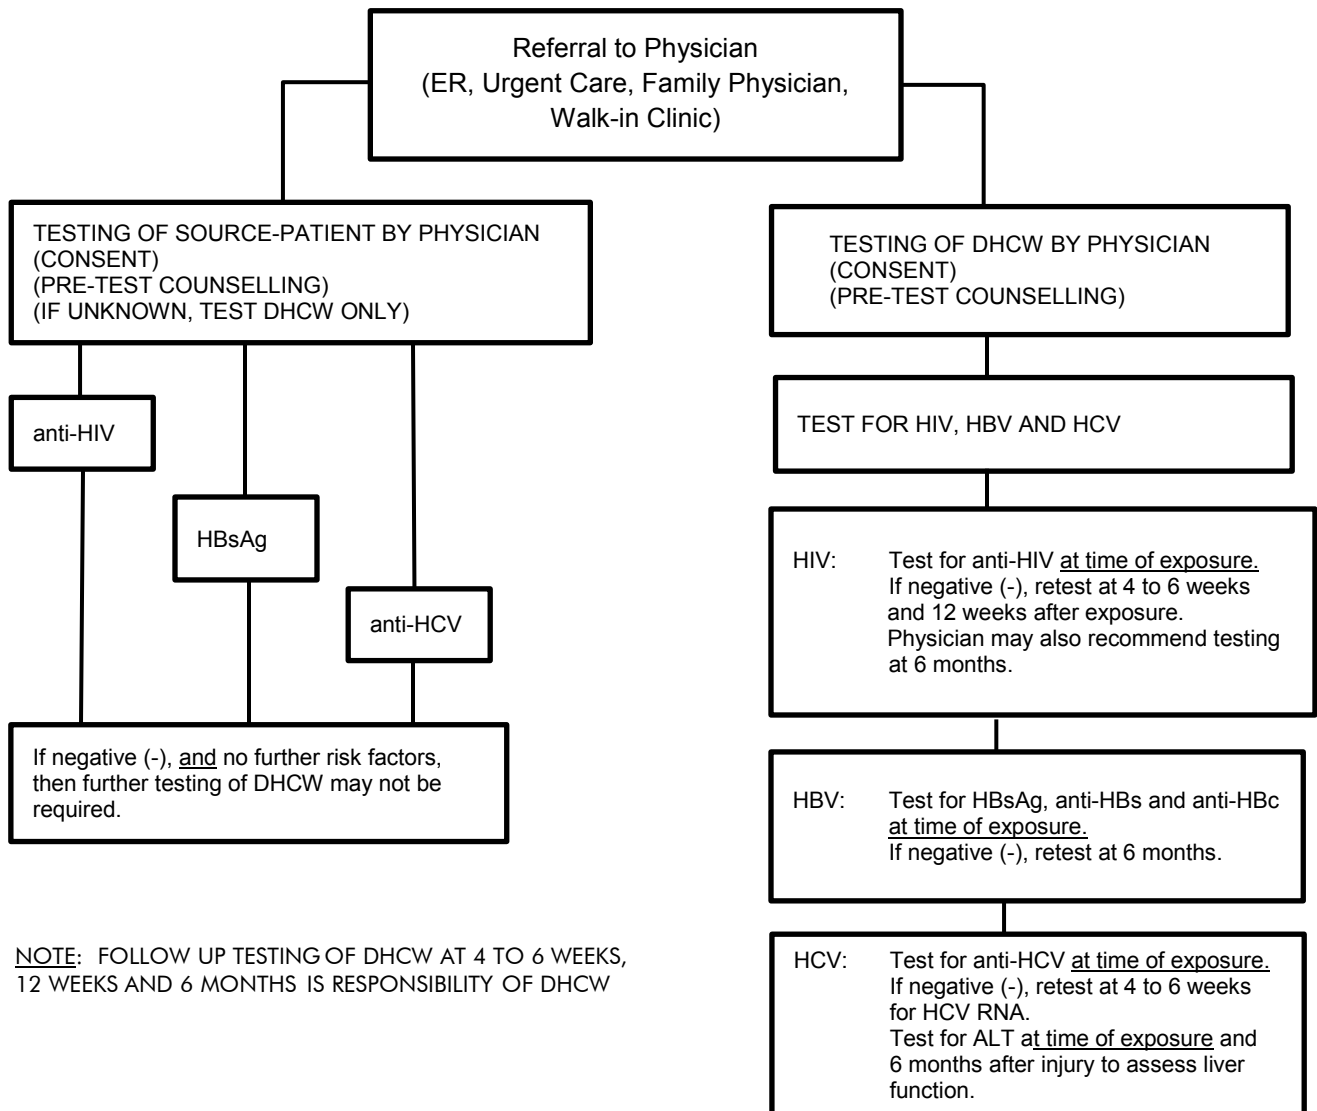 Referral to Physician
(ER, Urgent Care, Family Physician,
Walk-in Clinic)
TESTING OF SOURCE-PATIENT BY PHYSICIAN
(CONSENT)
(PRE-TEST COUNSELLING)
(IF UNKNOWN, TEST DHCW ONLY)
anti-HIV
HBsAg
anti-HCV
If negative (-), and no further risk factors,
then further testing of DHCW may not be
required.
NOTE: FOLLOW UP TESTING OF DHCW AT 4 TO 6 WEEKS,
12 WEEKS AND 6 MONTHS IS RESPONSIBILITY OF DHCW
TESTING OF DHCW BY PHYSICIAN
(CONSENT)
(PRE-TEST COUNSELLING)
TEST FOR HIV, HBV AND HCV
HIV: Test for anti-HIV at time of exposure.
If negative (-), retest at 4 to 6 weeks
and 12 weeks after exposure.
Physician may also recommend testing
at 6 months.
HBV: Test for HBsAg, anti-HBs and anti-HBc
at time of exposure.
If negative (-), retest at 6 months.
HCV: Test for anti-HCV at time of exposure.
If negative (-), retest at 4 to 6 weeks
for HCV RNA.
Test for ALT at time of exposure and
6 months after injury to assess liver
function.